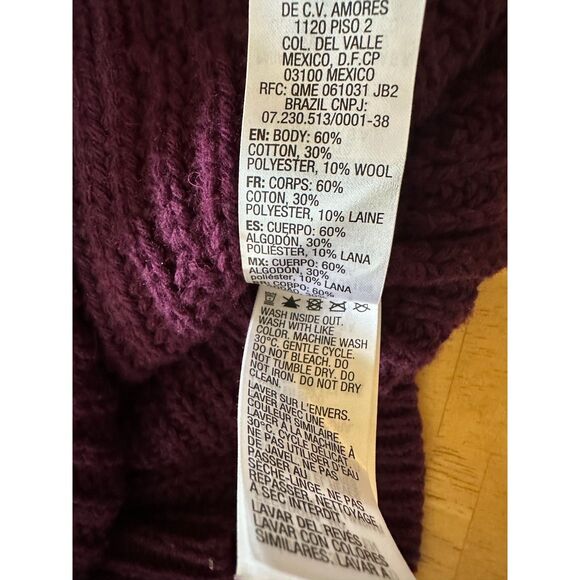 DE C.V. AMORES
1120 PISO 2
COL. DEL VALLE
MEXICO, D.F.CP
03100 MEXICO
RFC: QME 061031 JB2
BRAZIL CNPJ:
07.230.513/0001-38
EN: BODY: 60%
COTTON, 30%
POLYESTER, 10% WOOL
FR: CORPS: 60%
COTON, 30%
POLYESTER, 10% LAINE
ES: CUERPO: 60%
ALGODÓN, 30%
POLIÉSTER, 10% LANA
MX: CUERPO: 60%
ALGODÓN, 30%
poliéster, 10% LANA
CORPO: 60%
WASH INSIDE OUT.
WASH WITH LIKE
COLOR. MACHINE WASH
30°C. GENTLE CYCLE.
DO NOT BLEACH. DO
NOT TUMBLE DRY. DO
NOT IRON. DO NOT DRY
CLEAN.
LAVER SUR L'ENVERS.
LAVER AVEC UNE
COULEUR SIMILAIRE.
LAVER À LA MACHINE À
30°C. CYCLE DÉLICAT.
NE PAS UTILISER D'EAU
DE JAVEL. NE PAS
PASSER AU
SÈCHE-LINGE. NE PAS
REPASSER. NETTOYAGE
À SEC INTERDIT.
LAVAR DEL REVÉS.
LAVAR CON COLORES
SIMILARES. LAVAR A